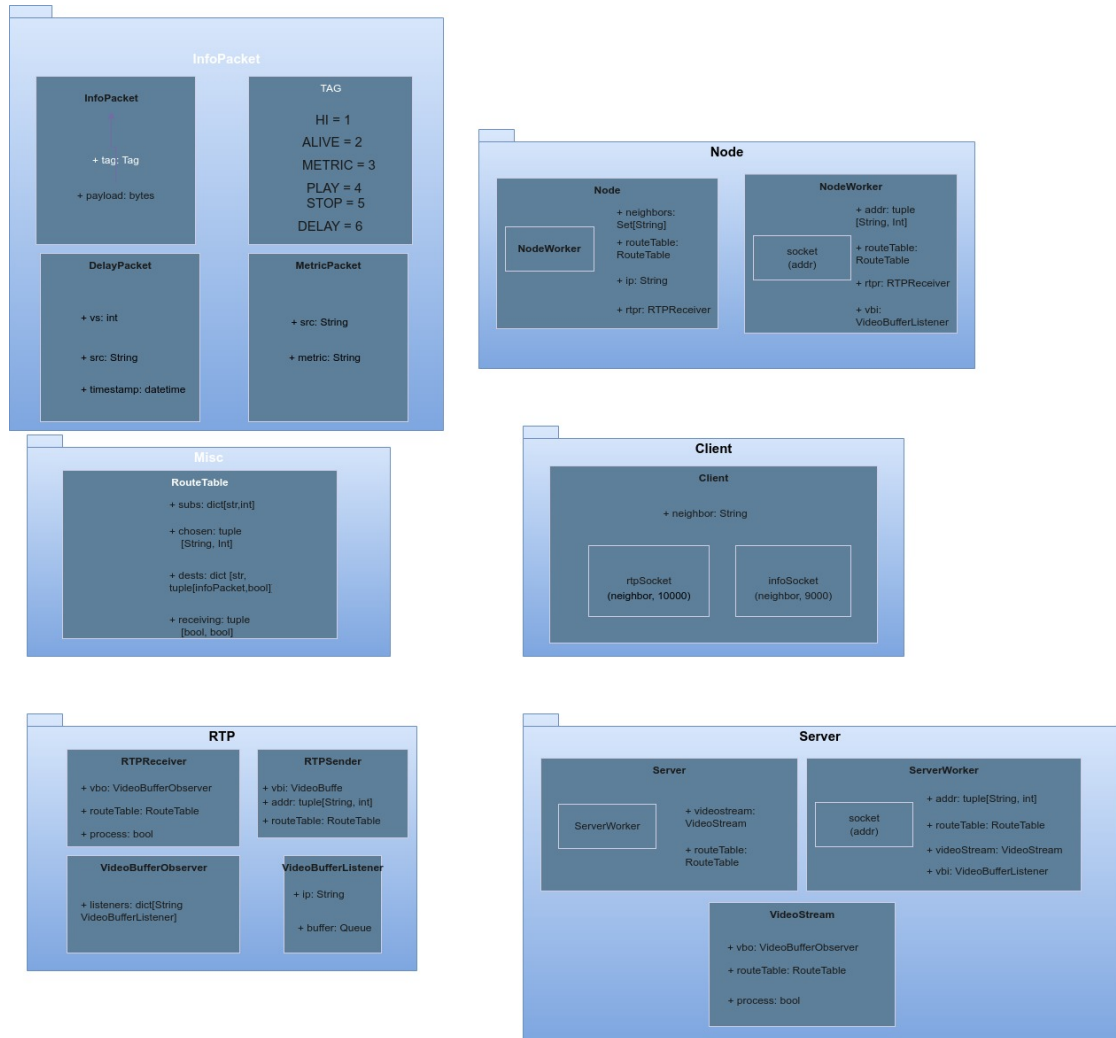 InfoPacket
InfoPacket
+ tag: Tag
+ payload: bytes
TAG
HI = 1
ALIVE = 2
METRIC = 3
PLAY = 4
STOP = 5
DELAY = 6
DelayPacket
+ vs: int
+ src: String
+ timestamp: datetime
MetricPacket
+ src: String
+ metric: String
Node
Node
NodeWorker
+ neighbors:
Set[String]
+ routeTable:
RouteTable
+ ip: String
+ rtpr: RTPReceiver
NodeWorker
socket
(addr)
+ addr: tuple
[String, Int]
+ routeTable:
RouteTable
+ rtpr: RTPReceiver
+ vbi:
VideoBufferListener
Misc
RouteTable
+ subs: dict[str,int]
+ chosen: tuple
[String, Int]
+ dests: dict [str,
tuple[infoPacket,bool]
+ receiving: tuple
[bool, bool]
Client
Client
+ neighbor: String
rtpSocket
(neighbor, 10000)
infoSocket
(neighbor, 9000)
RTP
RTPReceiver
+ vbo: VideoBufferObserver
+ routeTable: RouteTable
+ process: bool
RTPSender
+ vbi: VideoBuffe
+ addr: tuple[String, int]
+ routeTable: RouteTable
VideoBufferObserver
+ listeners: dict[String
VideoBufferListener]
VideoBufferListener
+ ip: String
+ buffer: Queue
Server
Server
ServerWorker
+ videostream:
VideoStream
+ routeTable:
RouteTable
ServerWorker
socket
(addr)
+ addr: tuple[String, int]
+ routeTable: RouteTable
+ videoStream: VideoStream
+ vbi: VideoBufferListener
VideoStream
+ vbo: VideoBufferObserver
+ routeTable: RouteTable
+ process: bool